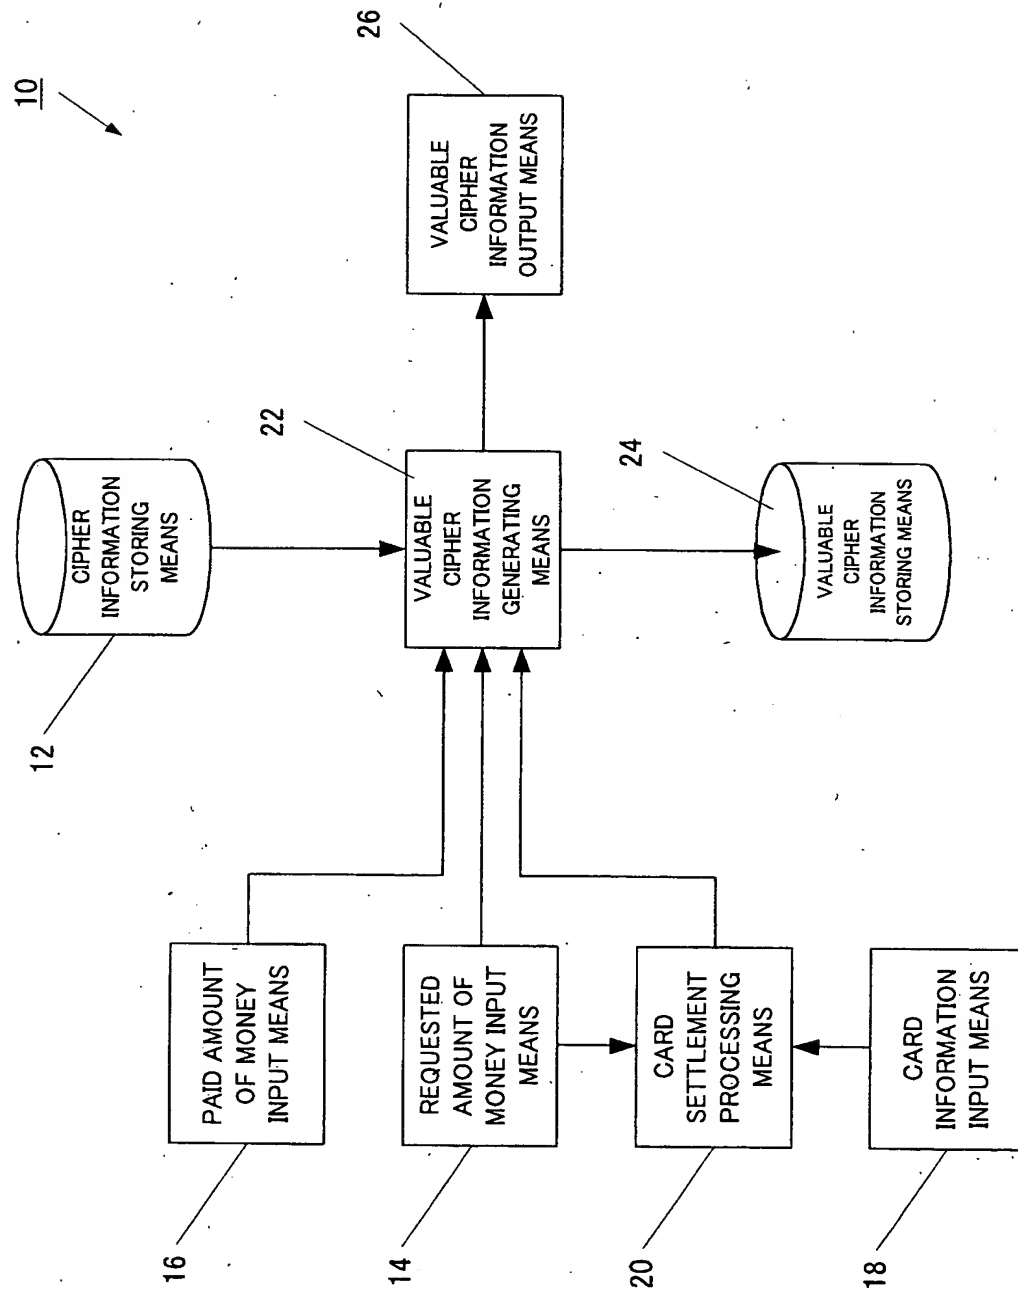 10
CIPHER
INFORMATION
STORING
MEANS
12
PAID AMOUNT
OF MONEY
INPUT MEANS
16
REQUESTED
AMOUNT OF
MONEY INPUT
MEANS
14
CARD
SETTLEMENT
PROCESSING
MEANS
20
CARD
INFORMATION
INPUT MEANS
18
VALUABLE
CIPHER
INFORMATION
GENERATING
MEANS
22
VALUABLE
CIPHER
INFORMATION
OUTPUT MEANS
26
VALUABLE
CIPHER
INFORMATION
STORING MEANS
24